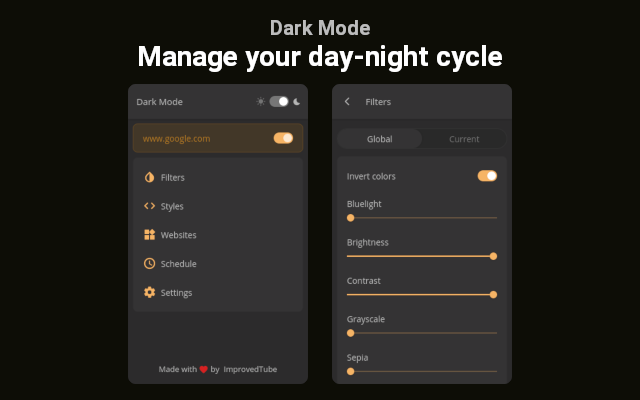 Dark Mode
Manage your day-night cycle
Dark Mode
www.google.com
Filters
Styles
Websites
Schedule
Settings
Made with by ImprovedTube
Filters
Global Current
Invert colors
Bluelight
Brightness
Contrast
Grayscale
Sepia